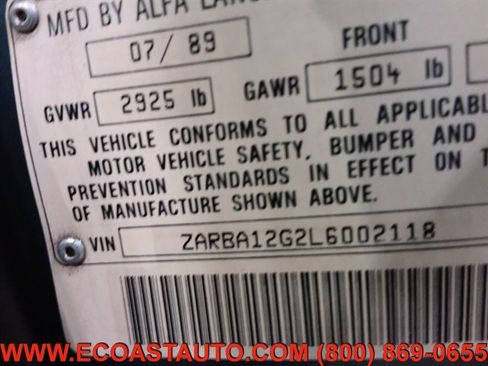 MFD BY ALFA LANC
07/89
FRONT
GVWR 2925 lb GAWR 1504 lb
THIS VEHICLE CONFORMS TO ALL APPLICABL
MOTOR VEHICLE SAFETY, BUMPER AND
PREVENTION STANDARDS IN EFFECT ON T
OF MANUFACTURE SHOWN ABOVE.
VIN ZARBA12G2L6002118
WWW.ECOASTAUTO.COM (800) 869-0655